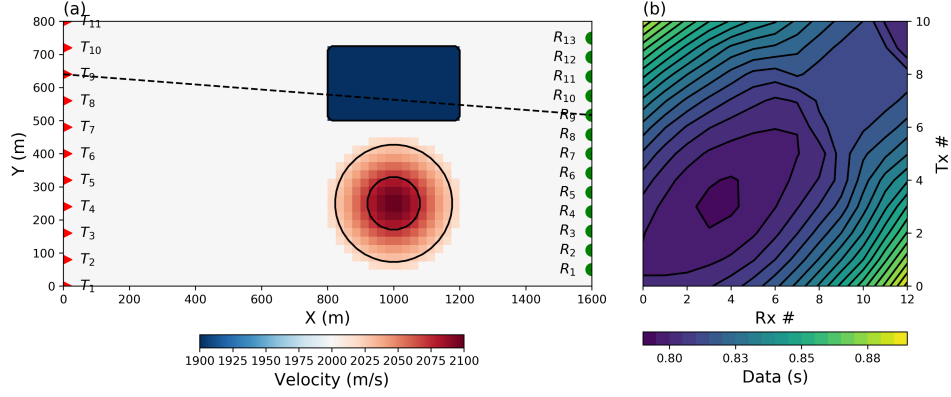 (a)
(b)
Y (m)
800
700
600
500
400
300
200
100
0
T11
T10
T9
T8
T7
T6
T5
T4
T3
T2
T1
R13
R12
R11
R10
R9
R8
R7
R6
R5
R4
R3
R2
R1
0 200 400 600 800 1000 1200 1400 1600
X (m)
1900 1925 1950 1975 2000 2025 2050 2075 2100
Velocity (m/s)
10
8
6
4
2
0
Tx #
0 2 4 6 8 10 12
Rx #
0.80 0.83 0.85 0.88
Data (s)